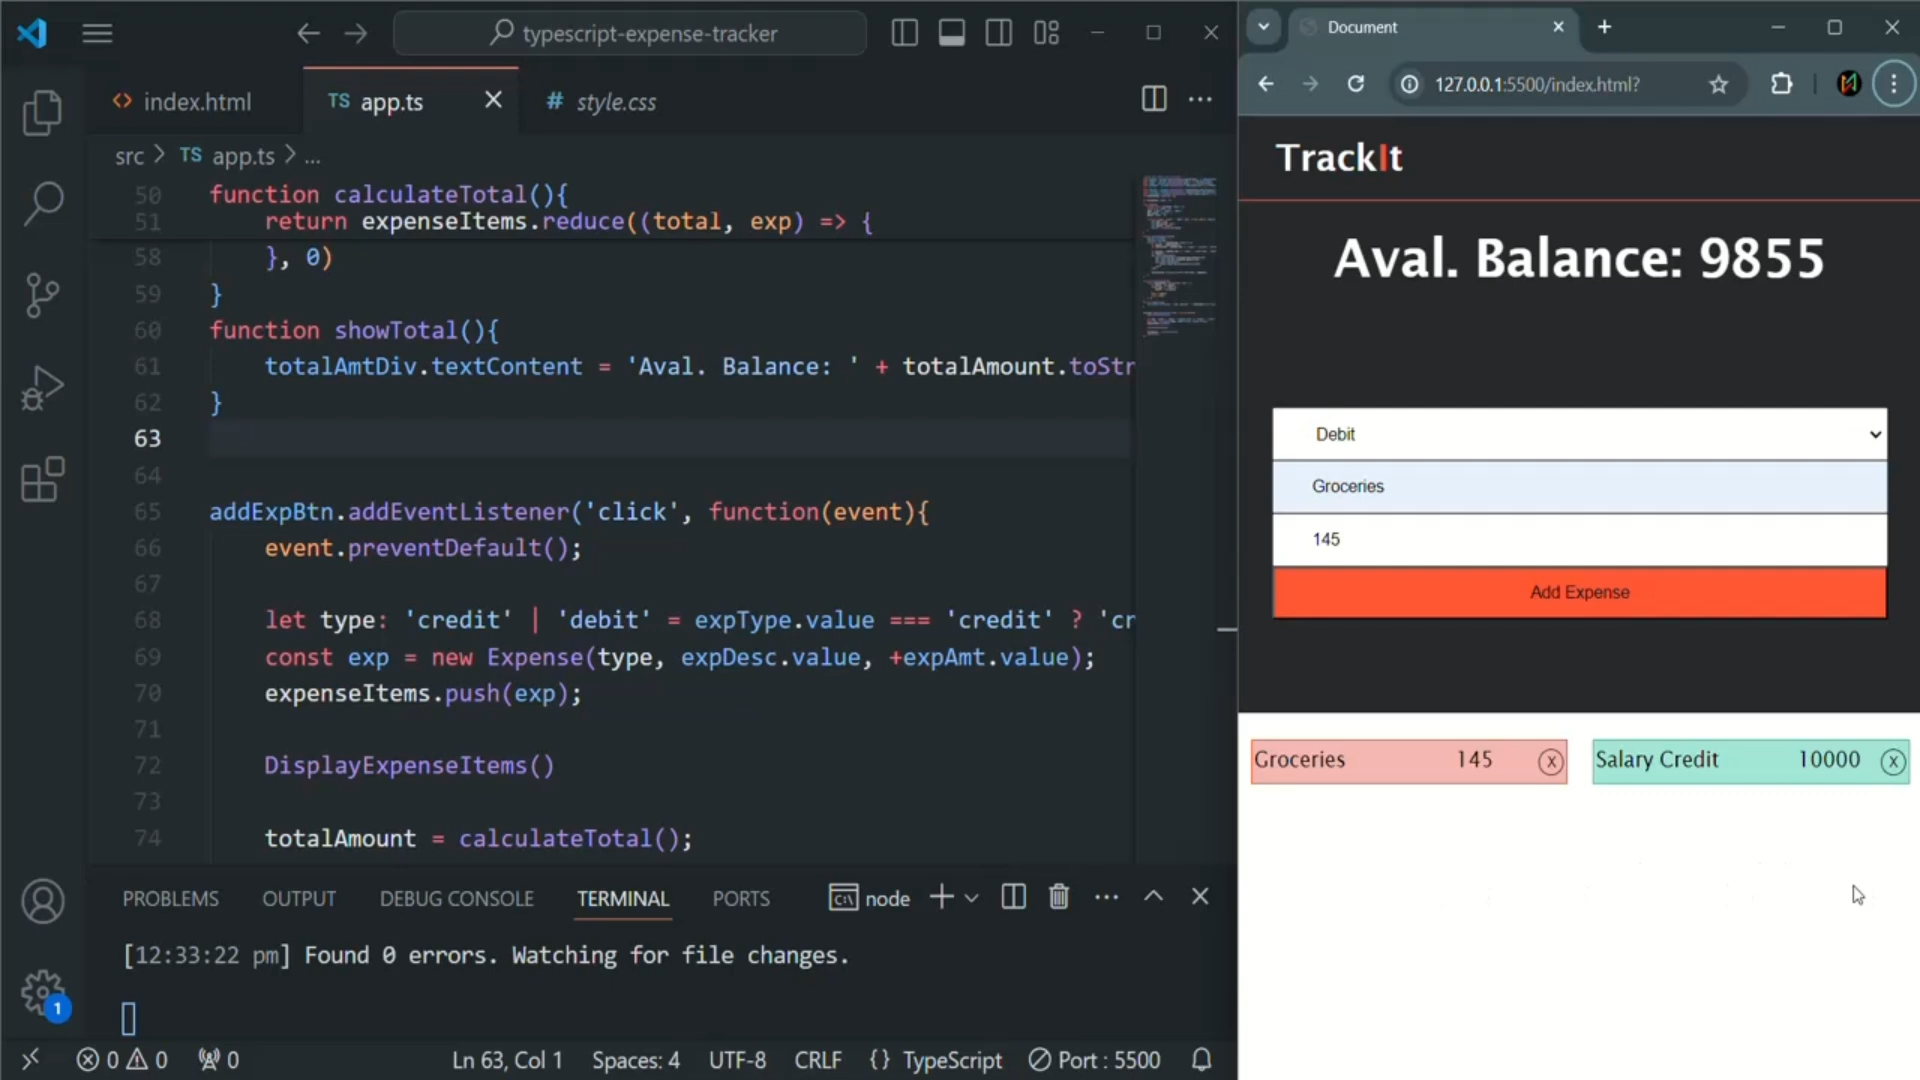 typescript-expense-tracker
index.html
TS app.ts
# style.css
src > TS app.ts > ...
50 function calculateTotal(){
51 return expenseItems.reduce((total, exp) => {
58 }, 0)
59 }
60 function showTotal(){
61 totalAmtDiv.textContent = 'Aval. Balance: ' + totalAmount.toStr
62 }
63
64
65 addExpBtn.addEventListener('click', function(event){
66 event.preventDefault();
67
68 let type: 'credit' | 'debit' = expType.value === 'credit' ? 'cr
69 const exp = new Expense(type, expDesc.value, +expAmt.value);
70 expenseItems.push(exp);
71
72 DisplayExpenseItems()
73
74 totalAmount = calculateTotal();
PROBLEMS OUTPUT DEBUG CONSOLE TERMINAL PORTS node
[12:33:22 pm] Found 0 errors. Watching for file changes.
1
0 0 0 Ln 63, Col 1 Spaces: 4 UTF-8 CRLF {} TypeScript Port : 5500
Document
127.0.0.1:5500/index.html?
TrackIt
Aval. Balance: 9855
Debit
Groceries
145
Add Expense
Groceries 145 X
Salary Credit 10000 X